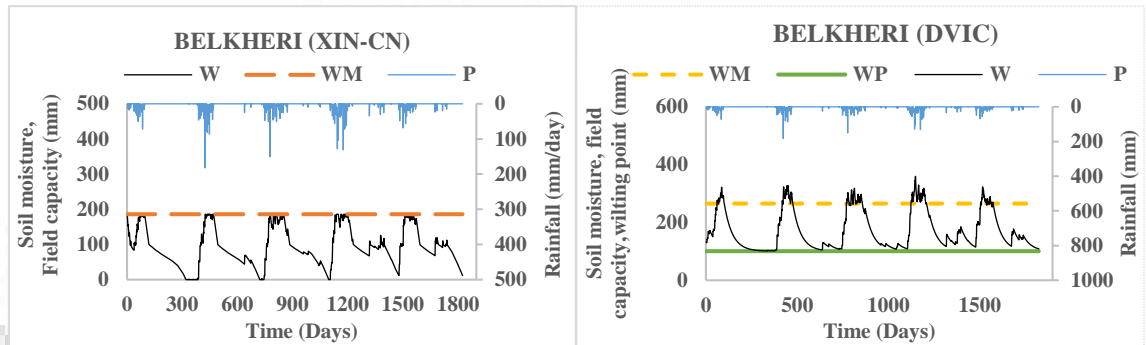 BELKHERI (XIN-CN)
W WM P
500
400
300
200
100
0
0
100
200
300
400
500
0 300 600 900 1200 1500 1800
Soil moisture,
Field capacity (mm)
Rainfall (mm/day)
Time (Days)
BELKHERI (DVIC)
WM WP W P
600
400
200
0
0
200
400
600
800
1000
0 500 1000 1500
Soil moisture, field
capacity,wilting point (mm)
Rainfall (mm)
Time (Days)